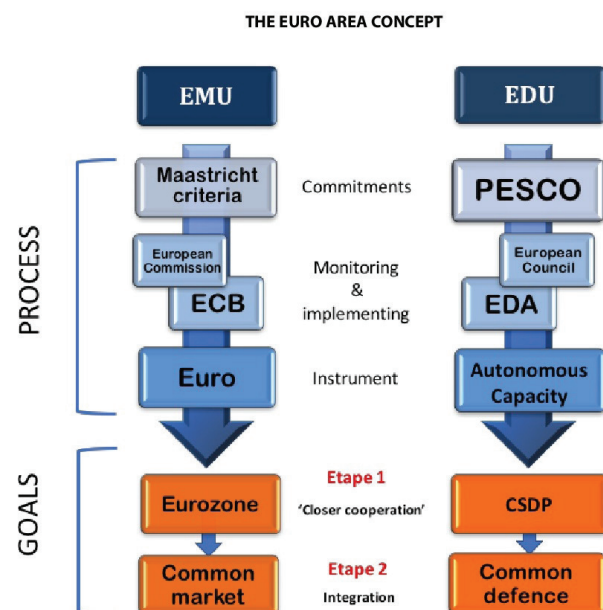 THE EURO AREA CONCEPT
EMU
EDU
PROCESS
Maastricht
criteria
Commitments
PESCO
European
Commission
ECB
Monitoring
&
implementing
European
Council
EDA
Euro
Instrument
Autonomous
Capacity
GOALS
Eurozone
Etape 1
'Closer cooperation'
CSDP
Common
market
Etape 2
Integration
Common
defence